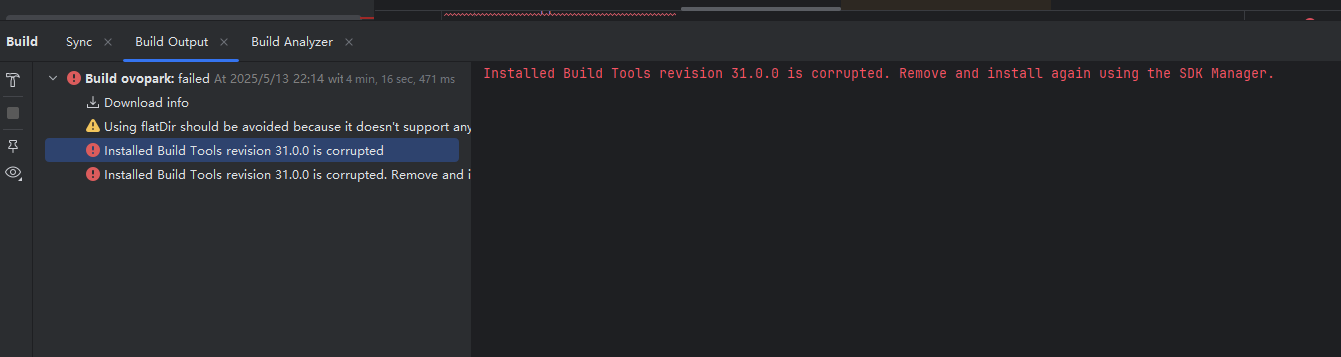 Build Sync Build Output Build Analyzer
Build ovopark: failed At 2025/5/13 22:14 wit 4 min, 16 sec, 471 ms
Download info
Using flatDir should be avoided because it doesn't support any
Installed Build Tools revision 31.0.0 is corrupted
Installed Build Tools revision 31.0.0 is corrupted. Remove and i
Installed Build Tools revision 31.0.0 is corrupted. Remove and install again using the SDK Manager.